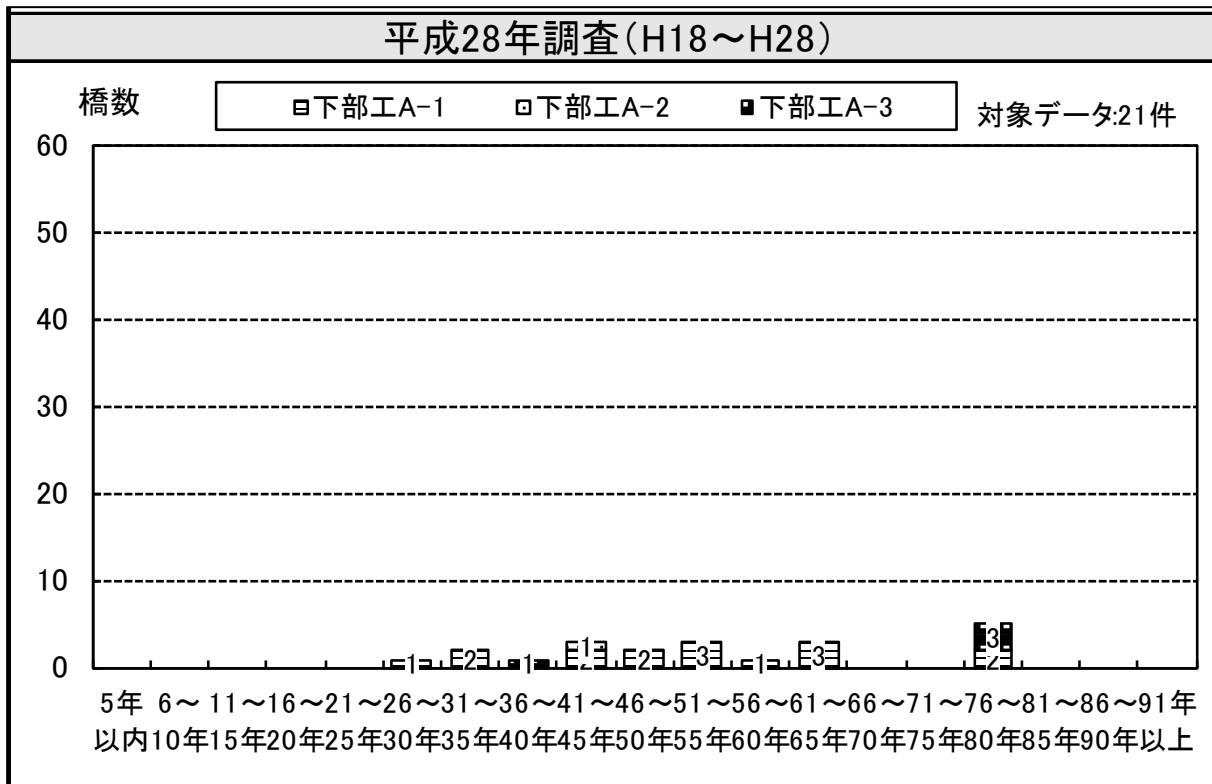 平成28年調査(H18～H28)
橋数
下部工A-1 下部工A-2 下部工A-3
対象データ:21件
60
50
40
30
20
10
0
1 2 1 1 2 2 3 1 3 3 2
5年 6～ 11～ 16～ 21～ 26～ 31～ 36～ 41～ 46～ 51～ 56～ 61～ 66～ 71～ 76～ 81～ 86～ 91年
以内 10年 15年 20年 25年 30年 35年 40年 45年 50年 55年 60年 65年 70年 75年 80年 85年 90年 以上